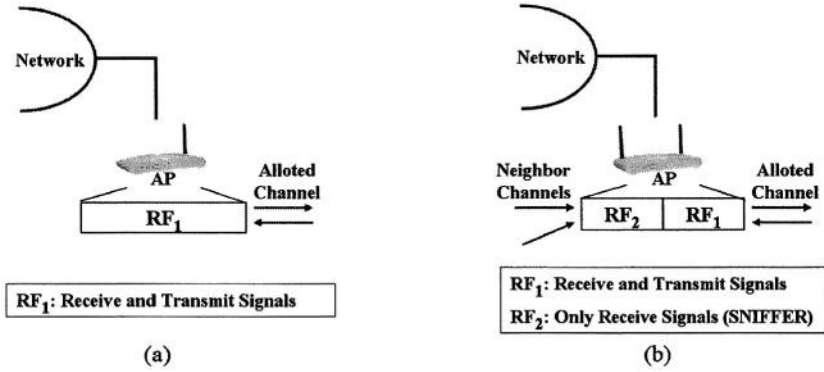 Network
AP
Alloted
Channel
RF1
RF1: Receive and Transmit Signals
(a)
Network
Neighbor
Channels
AP
Alloted
Channel
RF2
RF1
RF1: Receive and Transmit Signals
RF2: Only Receive Signals (SNIFFER)
(b)